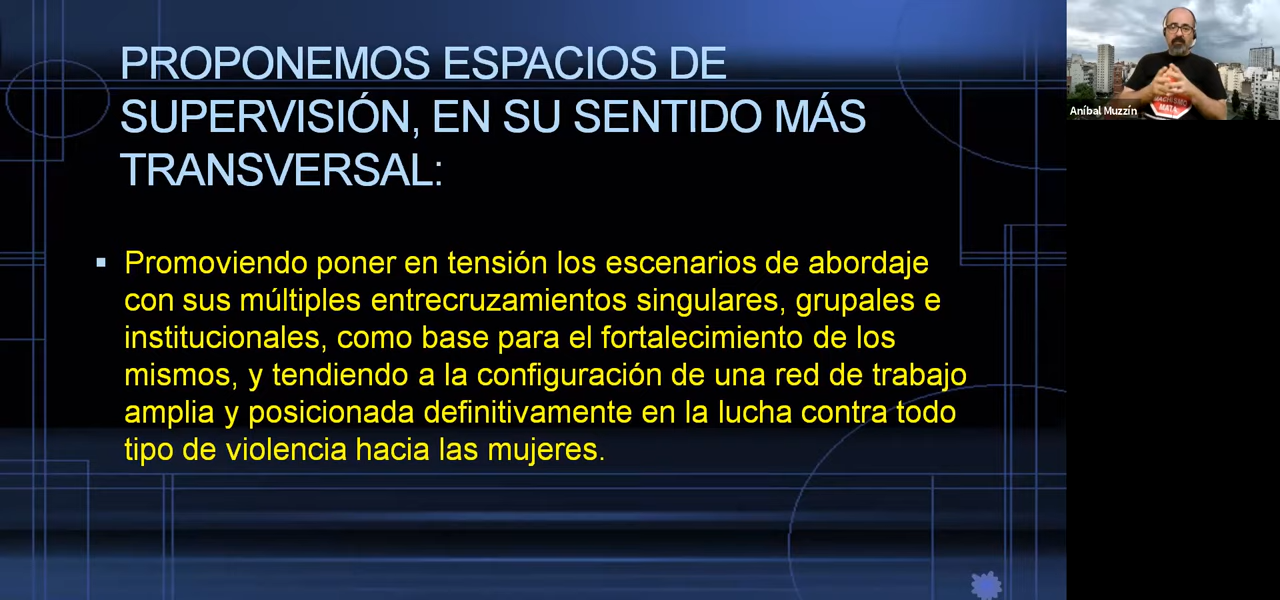 PROPONEMOS ESPACIOS DE
SUPERVISIÓN, EN SU SENTIDO MÁS
TRANSVERSAL:
Promoviendo poner en tensión los escenarios de abordaje
con sus múltiples entrecruzamientos singulares, grupales e
institucionales, como base para el fortalecimiento de los
mismos, y tendiendo a la configuración de una red de trabajo
amplia y posicionada definitivamente en la lucha contra todo
tipo de violencia hacia las mujeres.
MACHISMO
MATA
Aníbal Muzzín